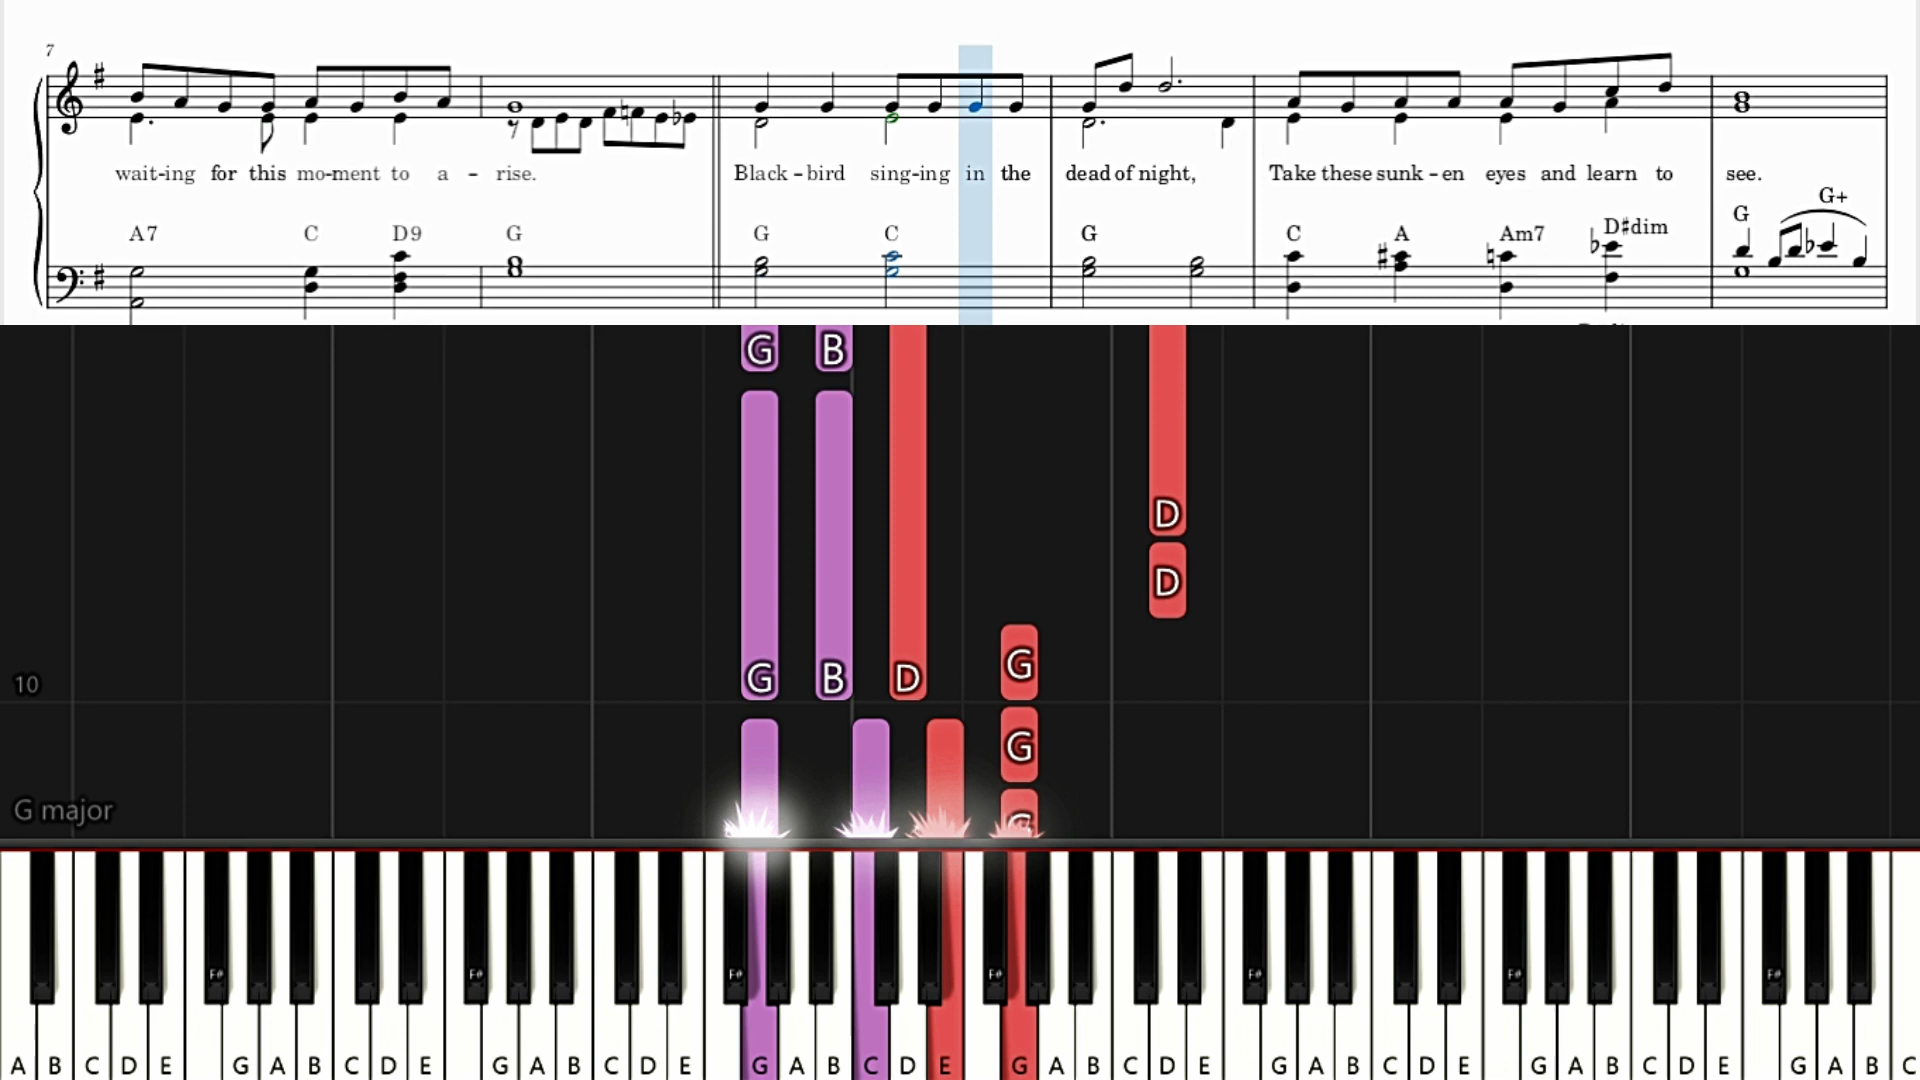 7
wait-ing for this mo-ment to a - rise. Black-bird sing-ing in the dead of night, Take these sunk-en eyes and learn to see.
G+
A7 C D9 G G C G C A Am7 D♯dim G
G B
D
D
G
10 G B D
G
G major G
F# F# F# F# F# F# F#
A B C D E G A B C D E G A B C D E G A B C D E G A B C D E G A B C D E G A B C D E G A B C